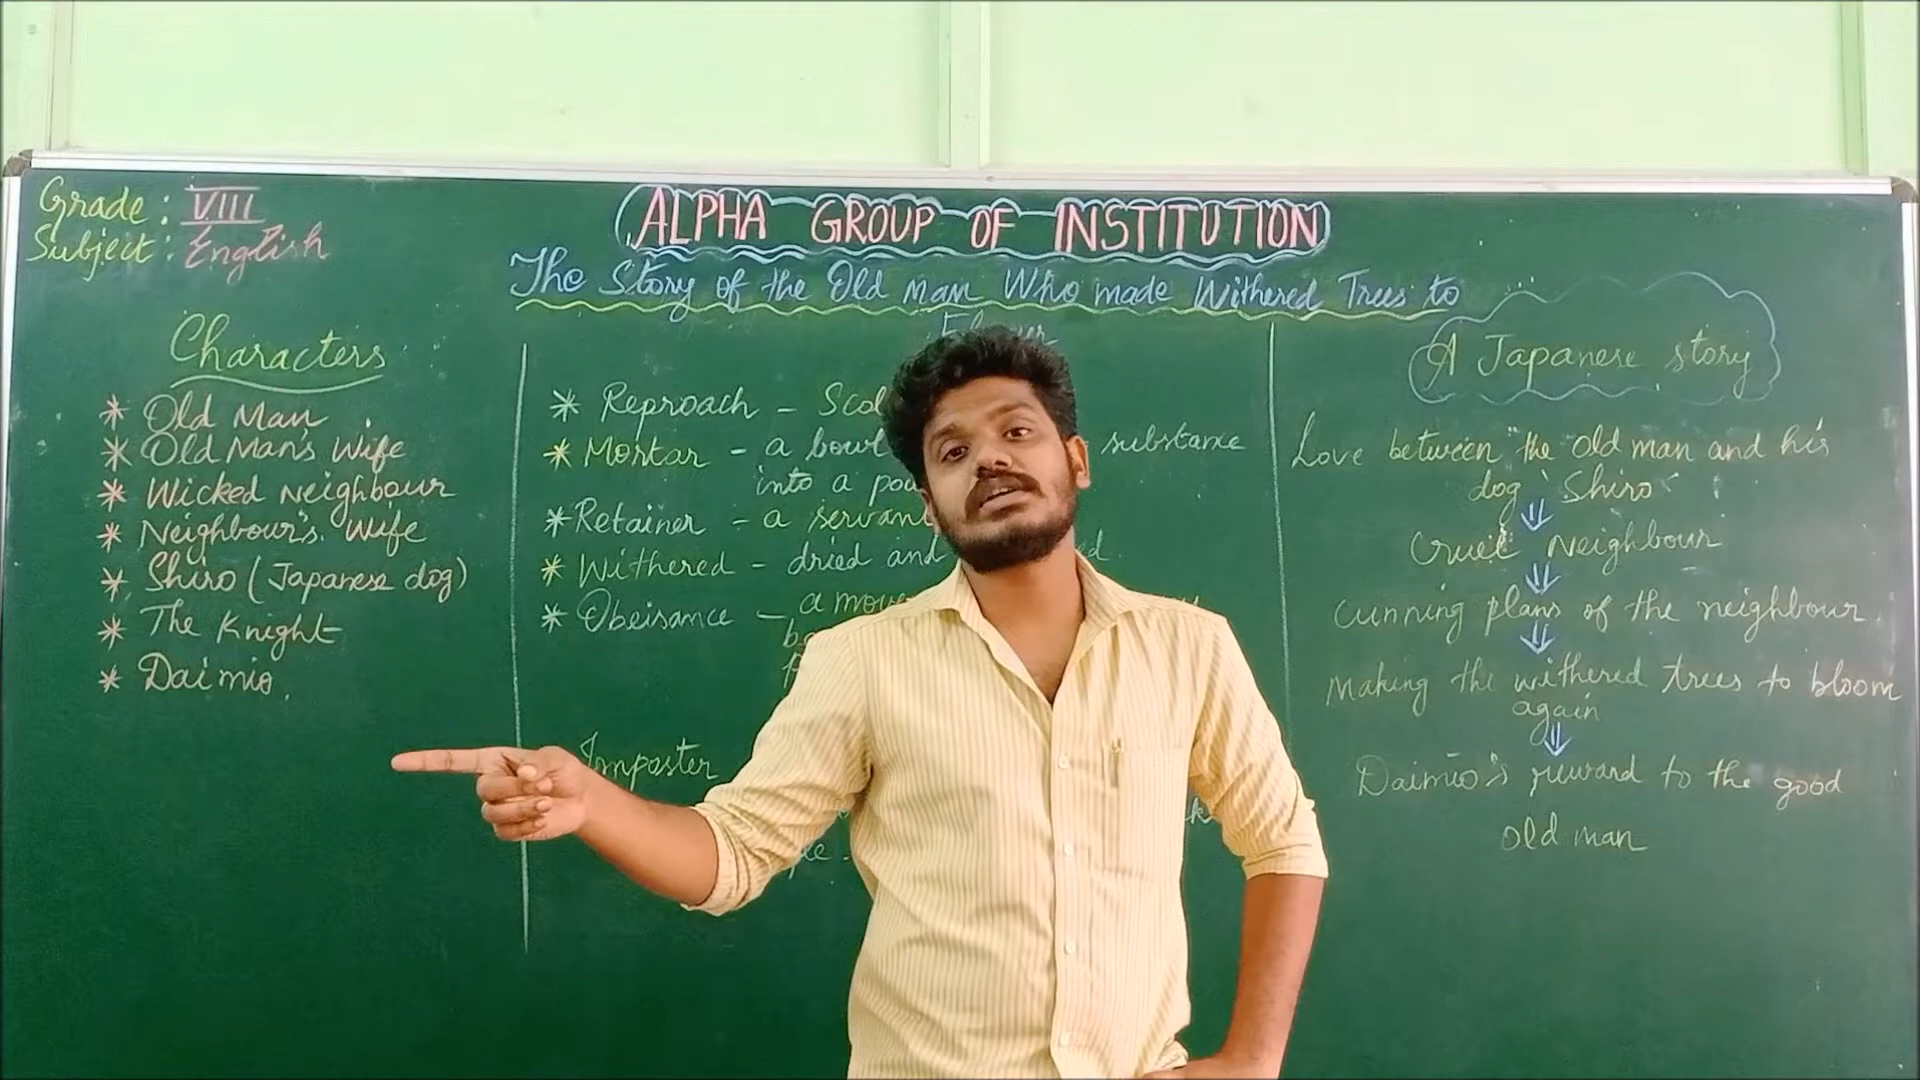 Grade : VIII
Subject : English
ALPHA GROUP OF INSTITUTION
The Story of the Old man Who made Withered Trees to
Characters
* Old Man
* Old Man's Wife
* Wicked Neighbour
* Neighbour's Wife
* Shiro (Japanese dog)
* The Knight
* Daimio.
* Reproach -
* Mortar - a bowl substance
into a
* Retainer - a servant
* Withered - dried and
* Obeisance - a
Imposter
A Japanese story
Love between the old man and his
dog 'Shiro'
Cruel Neighbour
Cunning plans of the neighbour.
Making the withered trees to bloom
again
Daimio's reward to the good
old man